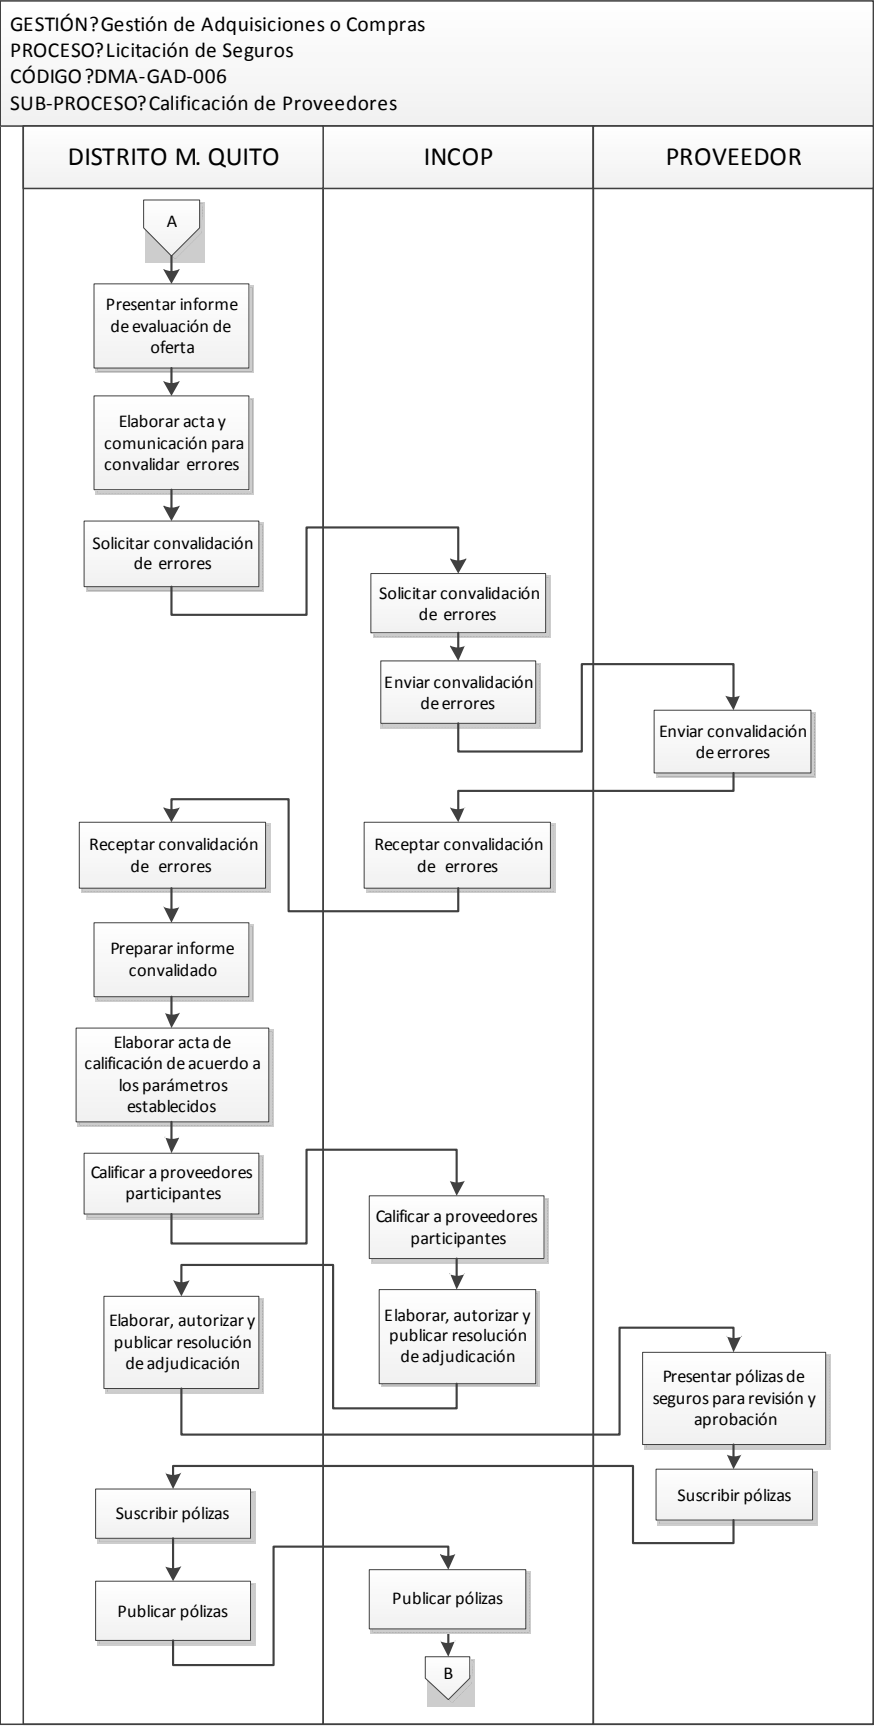 GESTIÓN?Gestión de Adquisiciones o Compras
PROCESO?Licitación de Seguros
CÓDIGO?DMA-GAD-006
SUB-PROCESO?Calificación de Proveedores
DISTRITO M. QUITO
INCOP
PROVEEDOR
A
Presentar informe
de evaluación de
oferta
Elaborar acta y
comunicación para
convalidar errores
Solicitar convalidación
de errores
Solicitar convalidación
de errores
Enviar convalidación
de errores
Enviar convalidación
de errores
Receptar convalidación
de errores
Receptar convalidación
de errores
Preparar informe
convalidado
Elaborar acta de
calificación de acuerdo a
los parámetros
establecidos
Calificar a proveedores
participantes
Calificar a proveedores
participantes
Elaborar, autorizar y
publicar resolución
de adjudicación
Elaborar, autorizar y
publicar resolución
de adjudicación
Presentar pólizas de
seguros para revisión y
aprobación
Suscribir pólizas
Suscribir pólizas
Publicar pólizas
Publicar pólizas
B